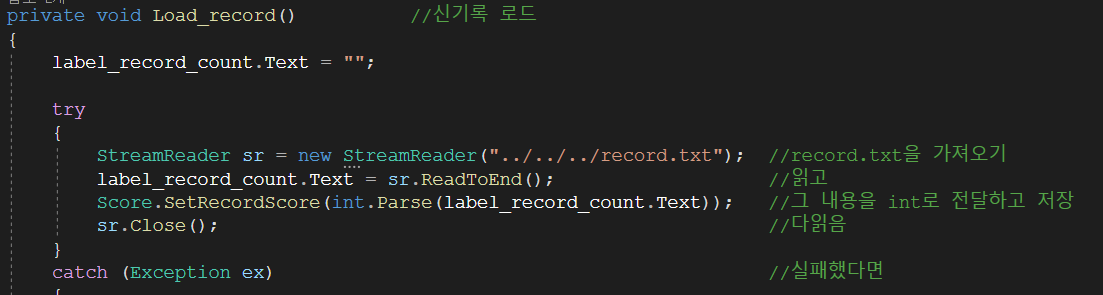 private void Load_record() //신기록 로드
{
label_record_count.Text = "";
try
{
StreamReader sr = new StreamReader("../../../record.txt"); //record.txt을 가져오기
label_record_count.Text = sr.ReadToEnd(); //읽고
Score.SetRecordScore(int.Parse(label_record_count.Text)); //그 내용을 int로 전달하고 저장
sr.Close(); //다읽음
}
catch (Exception ex) //실패했다면